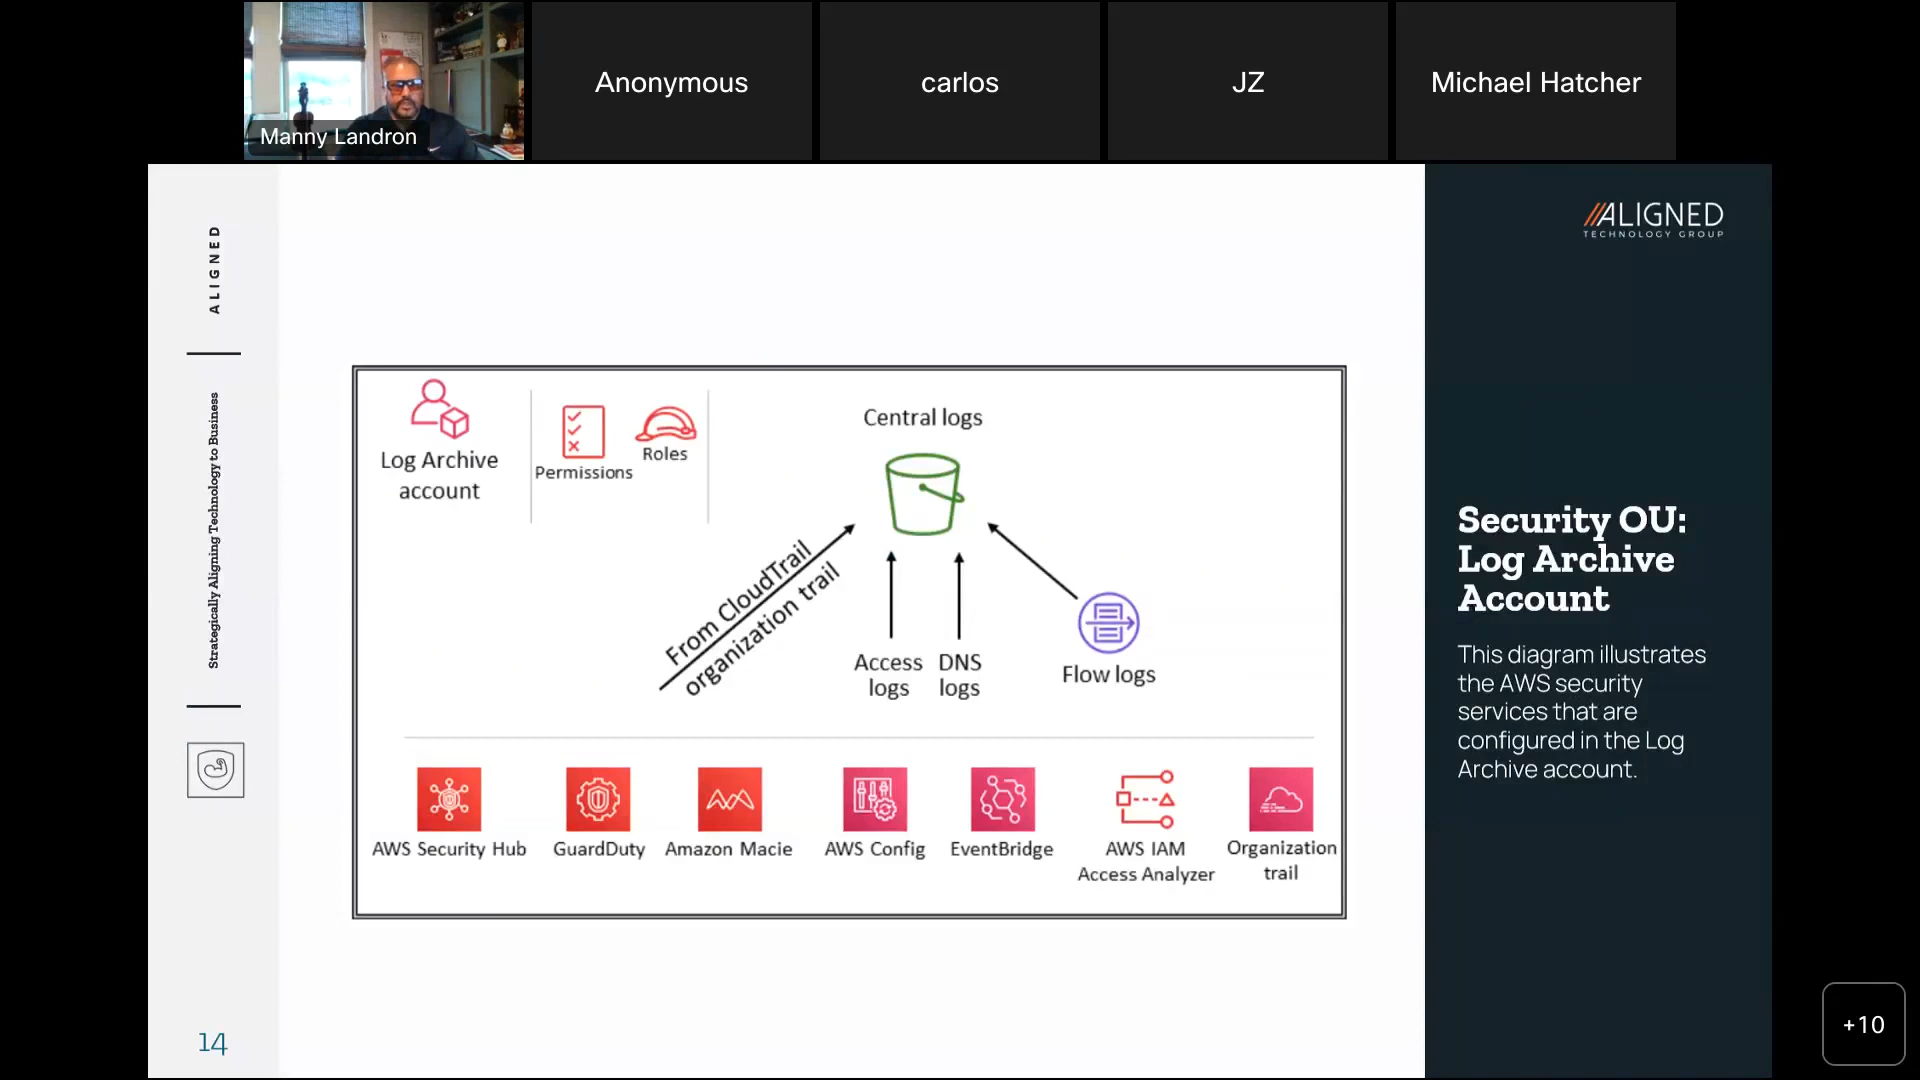 Manny Landron
Anonymous
carlos
JZ
Michael Hatcher
ALIGNED
Strategically Aligning Technology to Business
14
Log Archive
account
Permissions
Roles
Central logs
From CloudTrail
organization trail
Access
logs
DNS
logs
Flow logs
AWS Security Hub
GuardDuty
Amazon Macie
AWS Config
EventBridge
AWS IAM
Access Analyzer
Organization
trail
ALIGNED
TECHNOLOGY GROUP
Security OU:
Log Archive
Account
This diagram illustrates
the AWS security
services that are
configured in the Log
Archive account.
+10